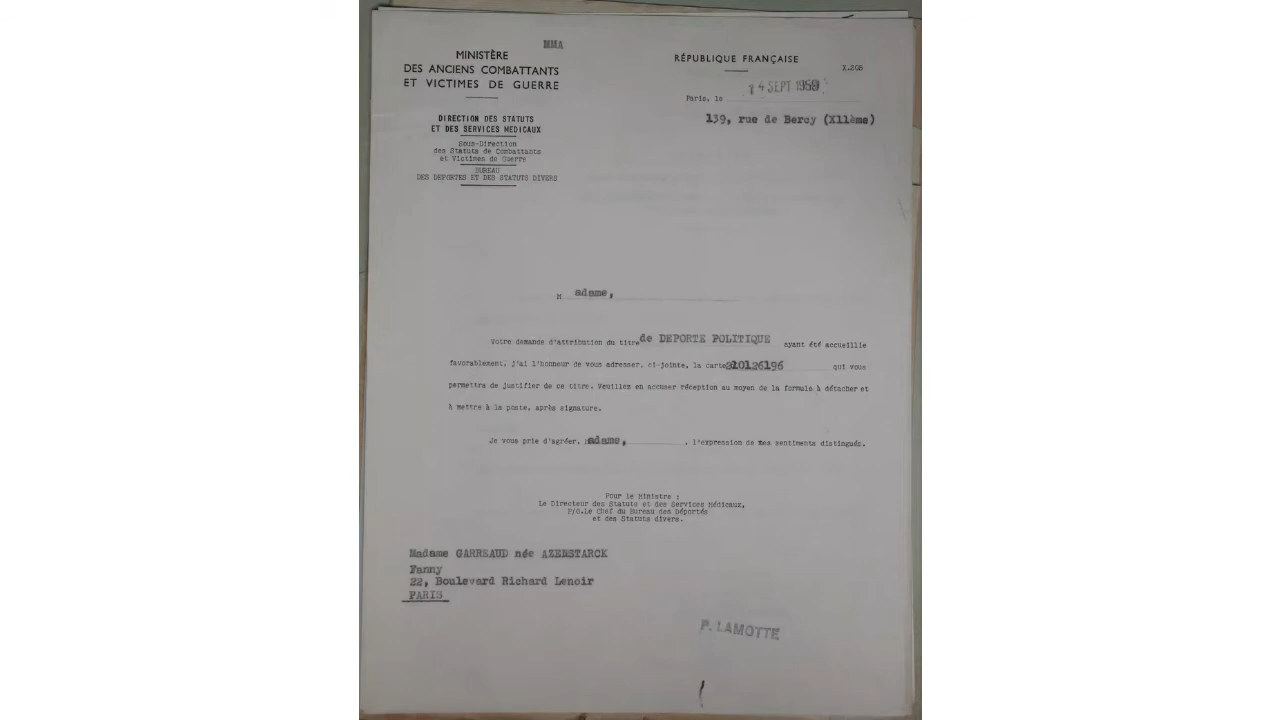 MMA
MINISTÈRE
DES ANCIENS COMBATTANTS
ET VICTIMES DE GUERRE
DIRECTION DES STATUTS
ET DES SERVICES MEDICAUX
Sous-Direction
des Statuts de Combattants
et Victimes de Guerre
BUREAU
DES DEPORTES ET DES STATUTS DIVERS
RÉPUBLIQUE FRANÇAISE
Paris, le 14 SEPT
139, rue de Bercy (XIIème)
M adame,
Votre demande d'attribution du titre de DEPORTE POLITIQUE ayant été accueillie
favorablement, j'ai l'honneur de vous adresser, ci-jointe, la carte qui vous
permettra de justifier de ce titre. Veuillez en accuser réception au moyen de la formule à détacher et
à mettre à la poste, après signature.
Je vous prie d'agréer, Madame, , l'expression de mes sentiments distingués.
Pour le Ministre :
Le Directeur des Statuts et des Services Médicaux,
P/O.Le Chef du Bureau des Déportés
et des Statuts divers.
Madame GARREAUD née AZENSTARCK
Fanny
22, Boulevard Richard Lenoir
PARIS
P. LAMOTTE